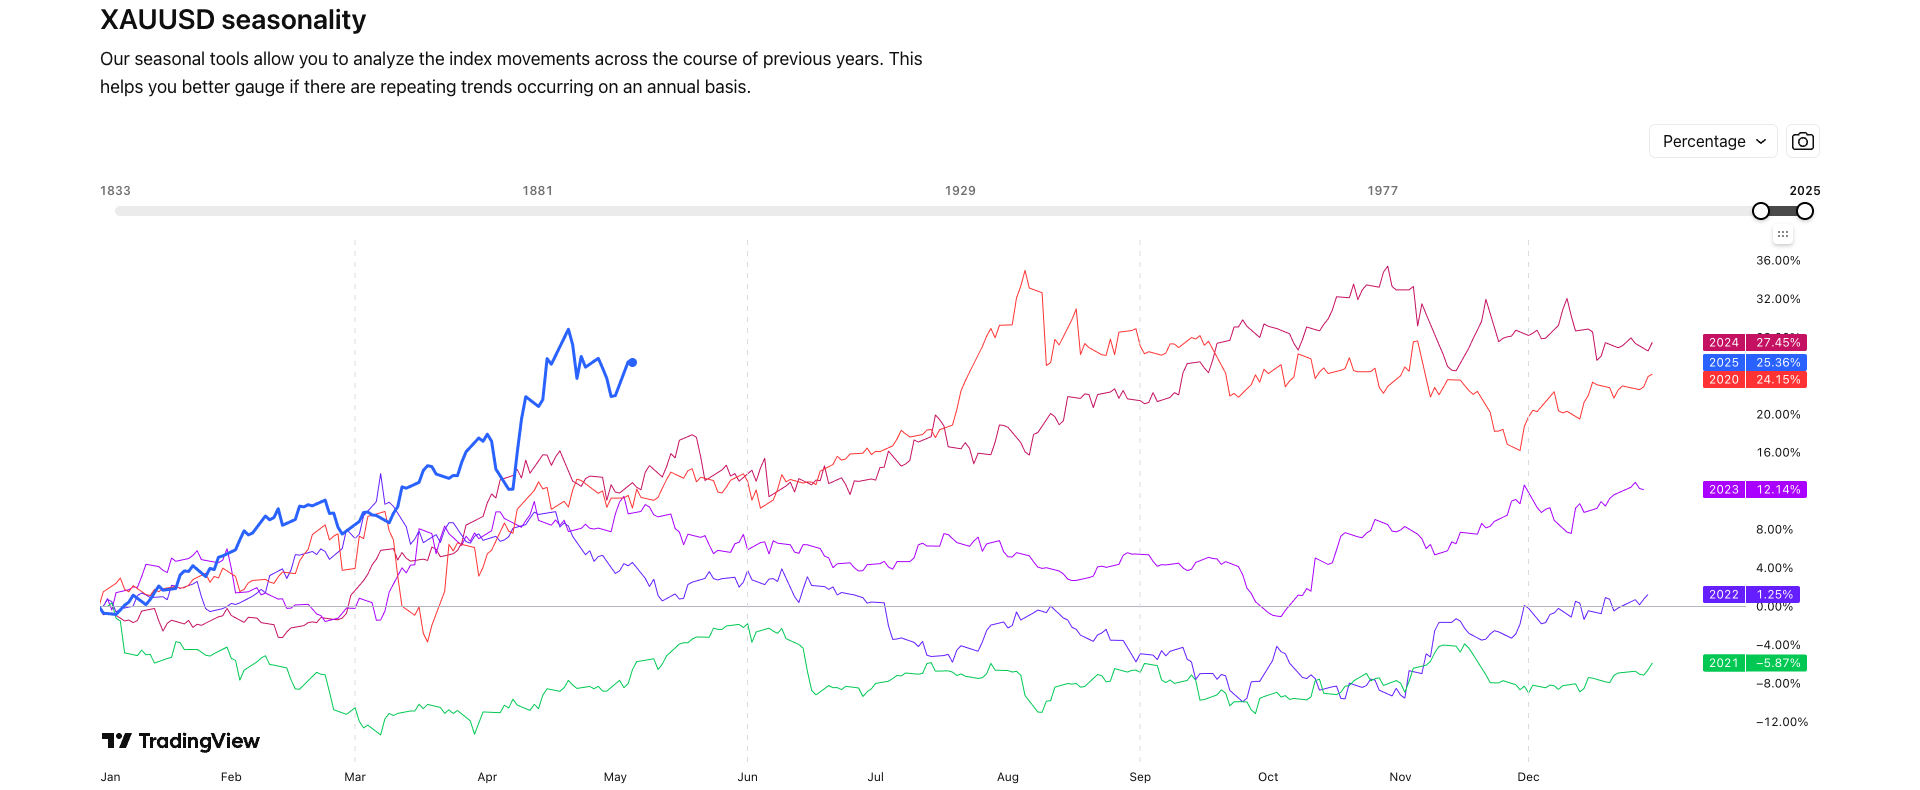 XAUUSD seasonality
Our seasonal tools allow you to analyze the index movements across the course of previous years. This
helps you better gauge if there are repeating trends occurring on an annual basis.
Percentage
1833 1881 1929 1977 2025
36.00%
32.00%
2024 27.45%
2025 25.36%
2020 24.15%
20.00%
16.00%
2023 12.14%
8.00%
4.00%
2022 1.25%
0.00%
−4.00%
2021 −5.87%
−8.00%
−12.00%
TradingView
Jan Feb Mar Apr May Jun Jul Aug Sep Oct Nov Dec